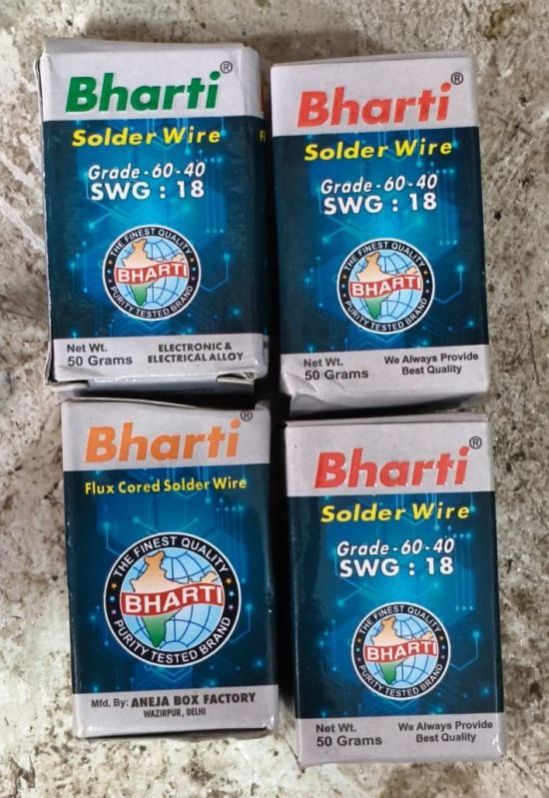 Bharti®
Solder Wire
Grade-60-40
SWG : 18
THE FINEST QUALITY
BHARTI
PURITY TESTED BRAND
Net Wt.
50 Grams
ELECTRONIC &
ELECTRICAL ALLOY
Bharti®
Solder Wire
Grade-60-40
SWG : 18
THE FINEST QUALITY
BHARTI
PURITY TESTED BRAND
Net Wt.
50 Grams
We Always Provide
Best Quality
Bharti®
Flux Cored Solder Wire
THE FINEST QUALITY
BHARTI
PURITY TESTED BRAND
Mfd. By: ANEJA BOX FACTORY
WAZIRPUR, DELHI
Bharti®
Solder Wire
Grade-60-40
SWG : 18
THE FINEST QUALITY
BHARTI
PURITY TESTED BRAND
Net Wt.
50 Grams
We Always Provide
Best Quality